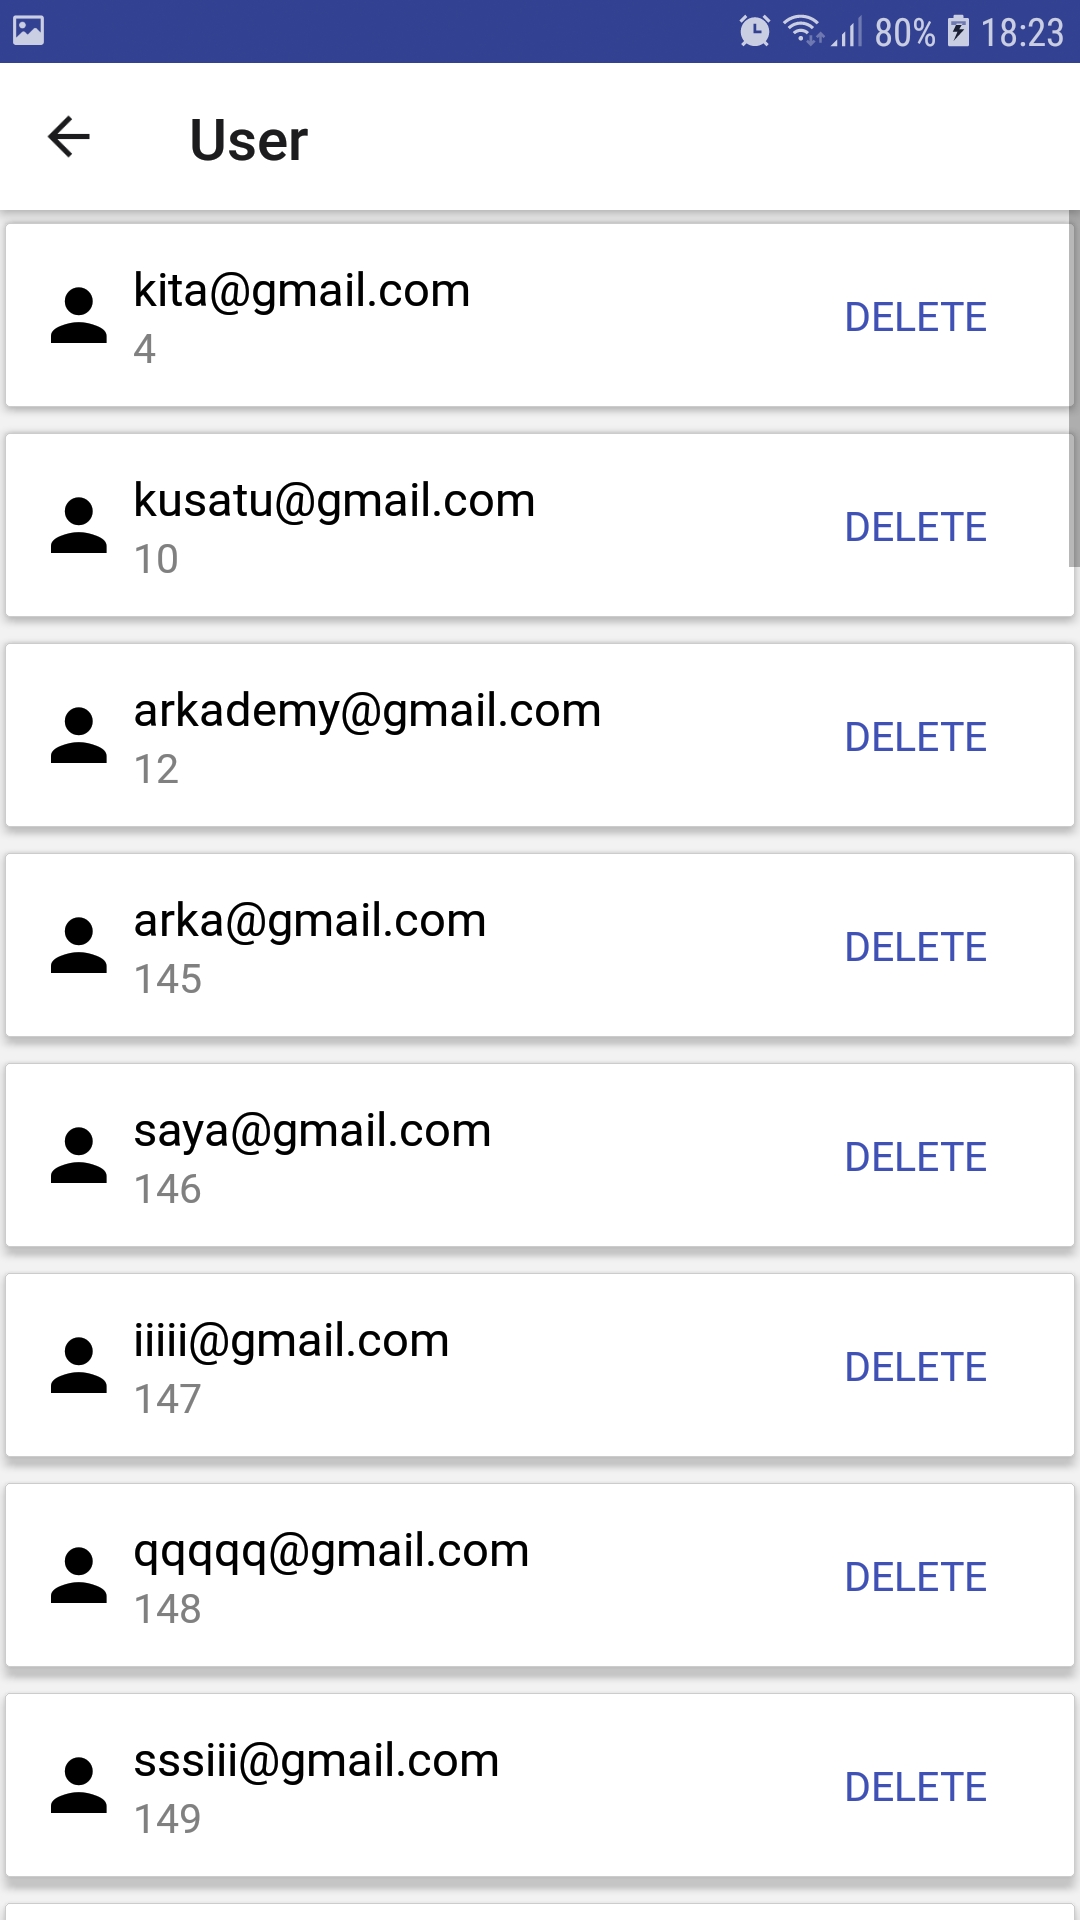 80% 18:23
User
kita@gmail.com
4
DELETE
kusatu@gmail.com
10
DELETE
arkademy@gmail.com
12
DELETE
arka@gmail.com
145
DELETE
saya@gmail.com
146
DELETE
iiiii@gmail.com
147
DELETE
qqqqq@gmail.com
148
DELETE
sssiii@gmail.com
149
DELETE